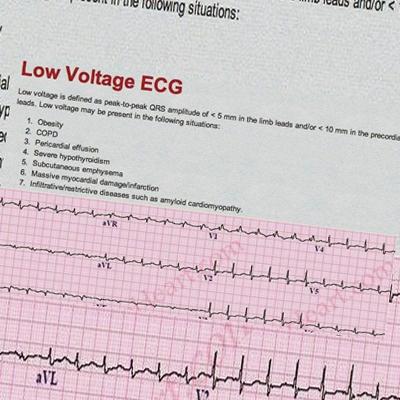 present in the following situations:
limb leads and/or <
Low Voltage ECG
Low voltage is defined as peak-to-peak QRS amplitude of < 5 mm in the limb leads and/or < 10 mm in the precordial
leads. Low voltage may be present in the following situations:
1. Obesity
2. COPD
3. Pericardial effusion
4. Severe hypothyroidism
5. Subcutaneous emphysema
6. Massive myocardial damage/infarction
7. Infiltrative/restrictive diseases such as amyloid cardiomyopathy.
aVR
V1
V4
aVL
V2
V5
aVL
V2